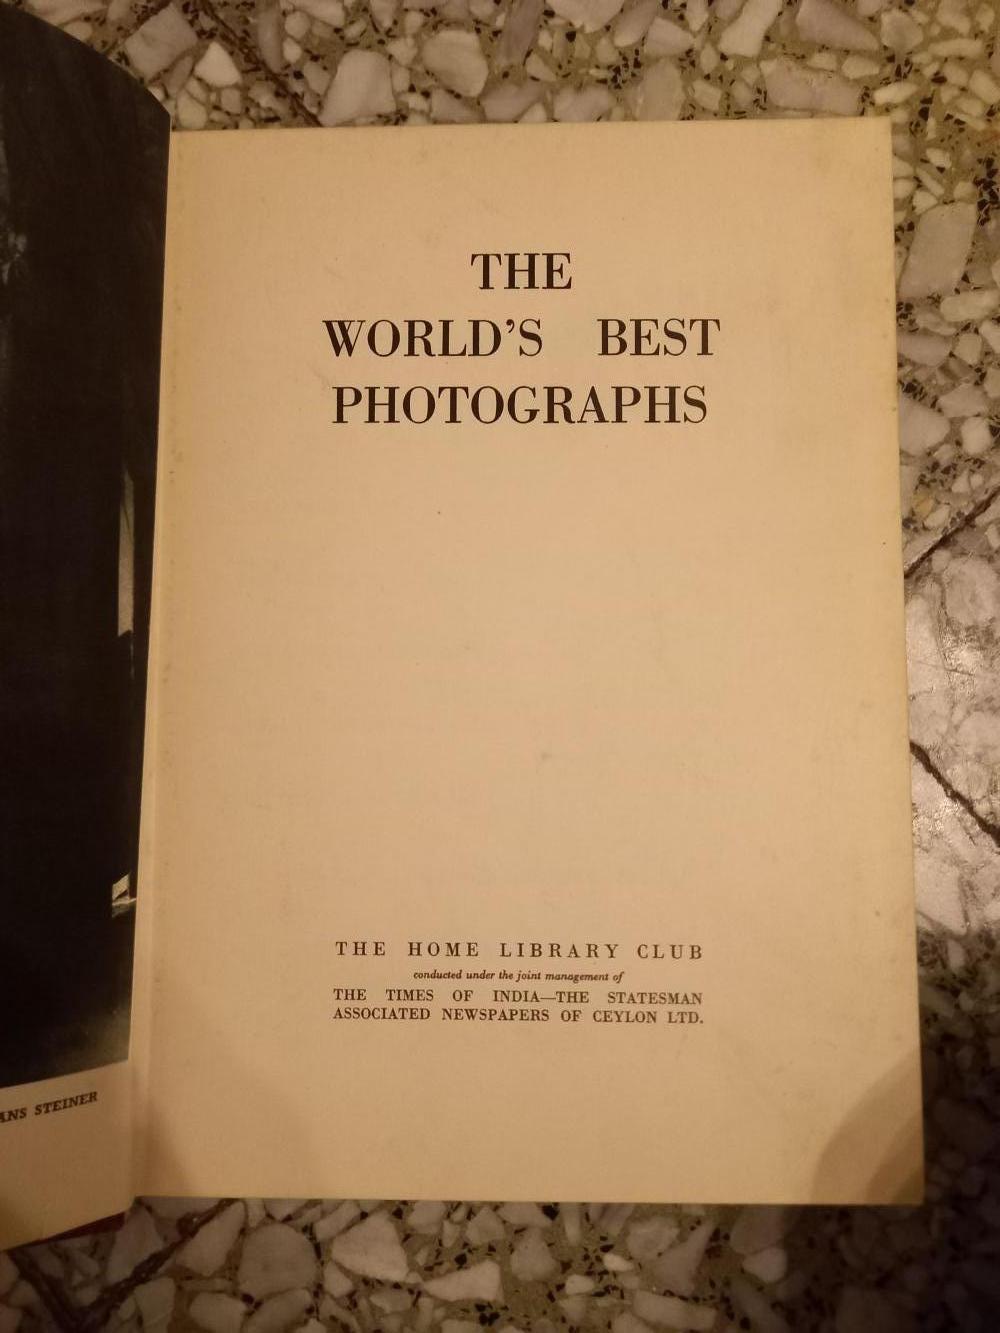 THE
WORLD'S BEST
PHOTOGRAPHS
THE HOME LIBRARY CLUB
conducted under the joint management of
THE TIMES OF INDIA—THE STATESMAN
ASSOCIATED NEWSPAPERS OF CEYLON LTD.
STEINER